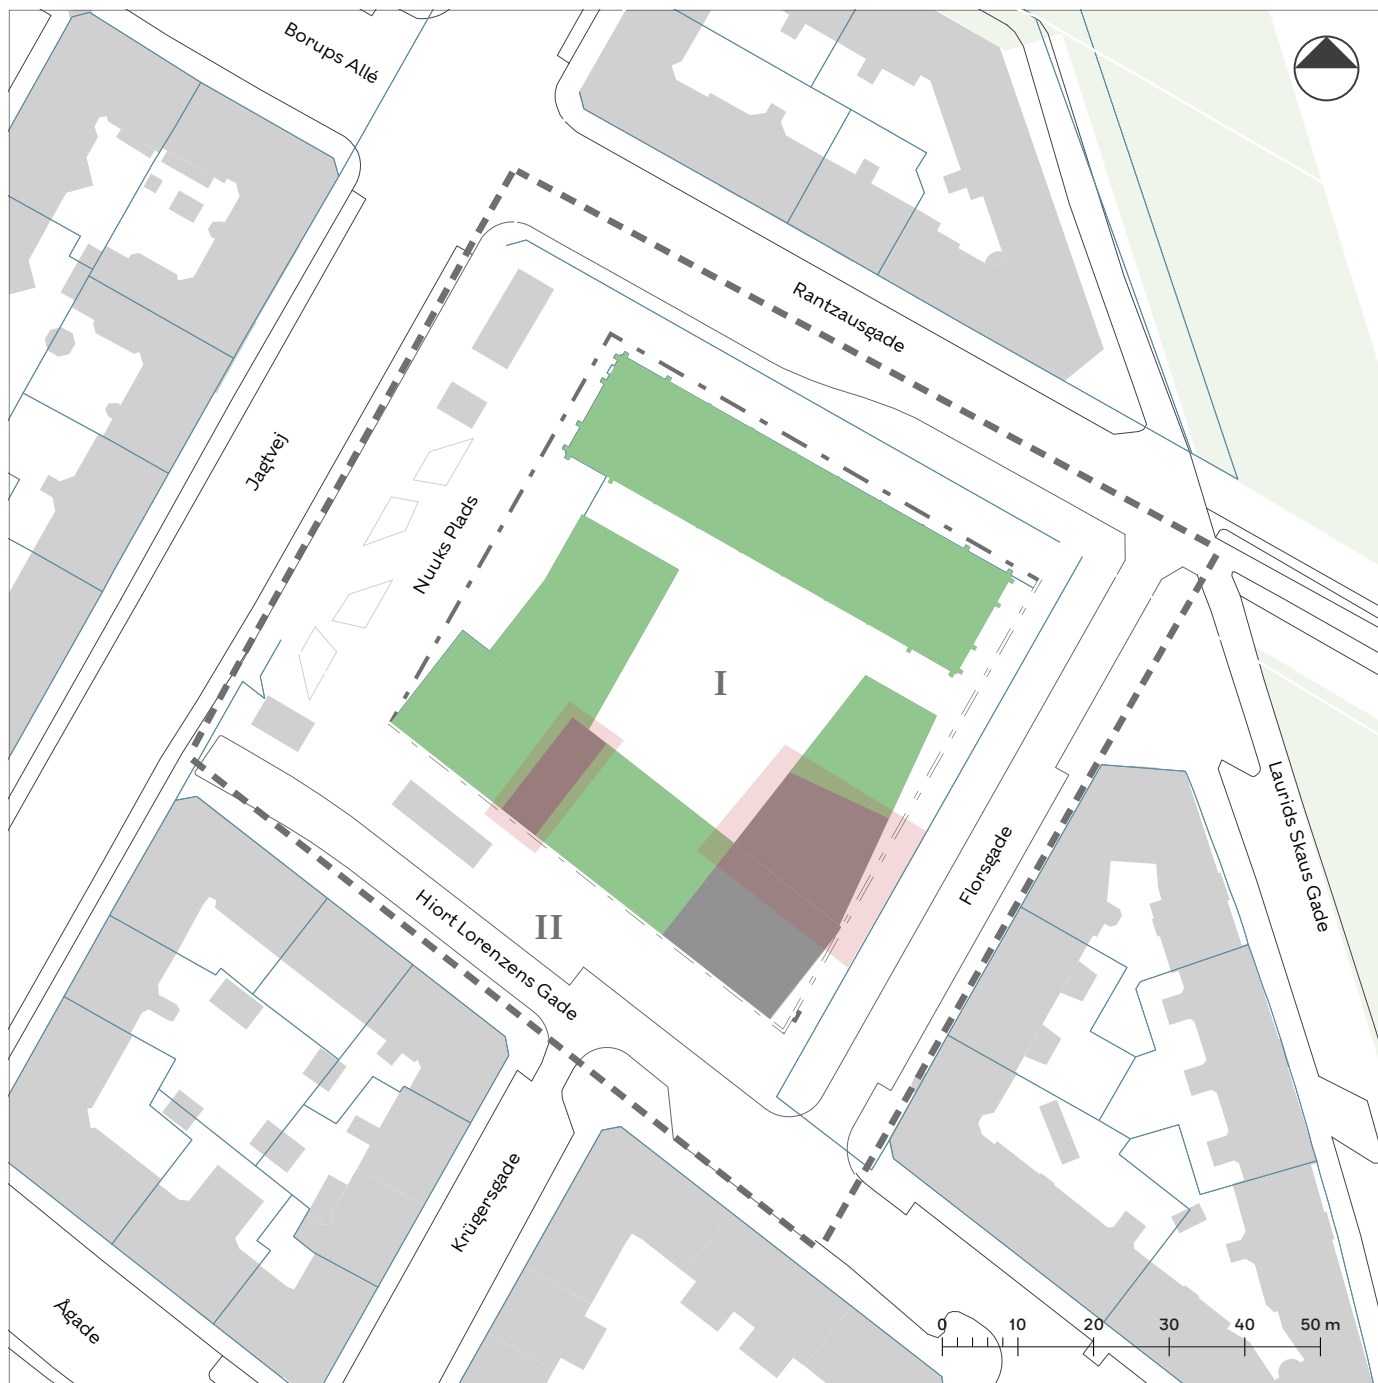 Borups Allé
Rantzausgade
Jagtvej
Nuuks Plads
I
Laurids Skaus Gade
Florsgade
Hiort Lorenzens Gade
II
Krügersgade
Ågade
0 10 20 30 40 50 m